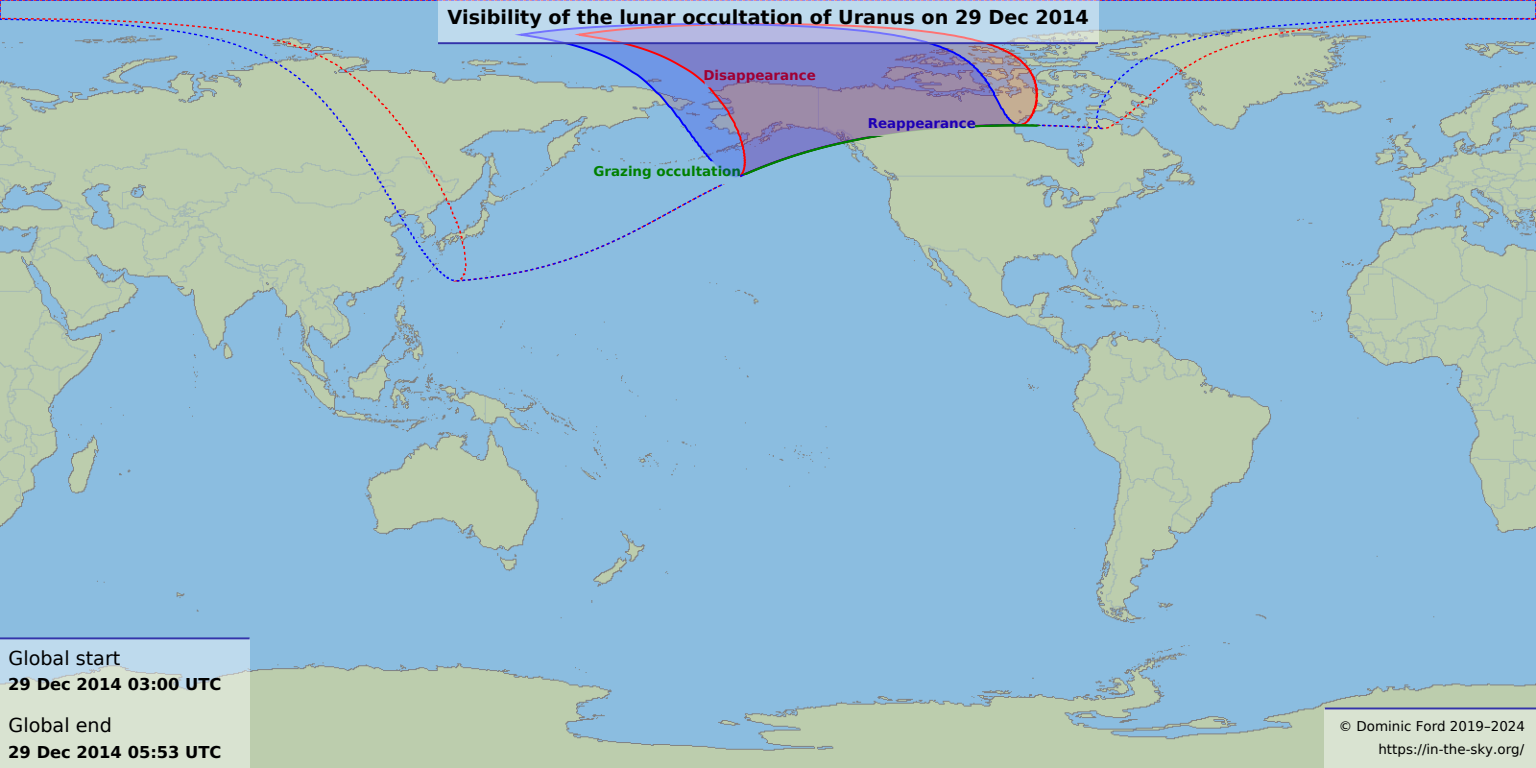 Visibility of the lunar occultation of Uranus on 29 Dec 2014
Disappearance
Reappearance
Grazing occultation
Global start
29 Dec 2014 03:00 UTC
Global end
29 Dec 2014 05:53 UTC
© Dominic Ford 2019–2024
https://in-the-sky.org/